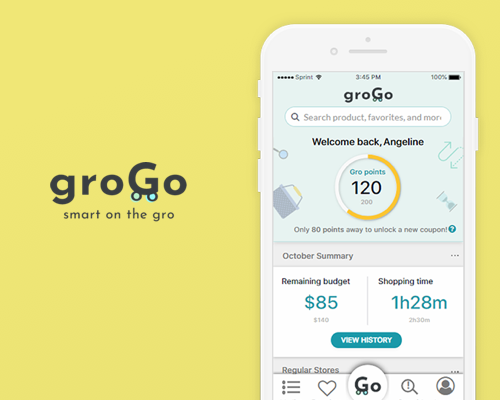 groGo
smart on the gro
Sprint 3:45 PM 100%
groGo
Search product, favorites, and more
Welcome back, Angeline
Gro points
120
200
Only 80 points away to unlock a new coupon! ?
October Summary ...
Remaining budget Shopping time
$85 1h28m
$140 2h30m
VIEW HISTORY
Regular Stores ...
Go